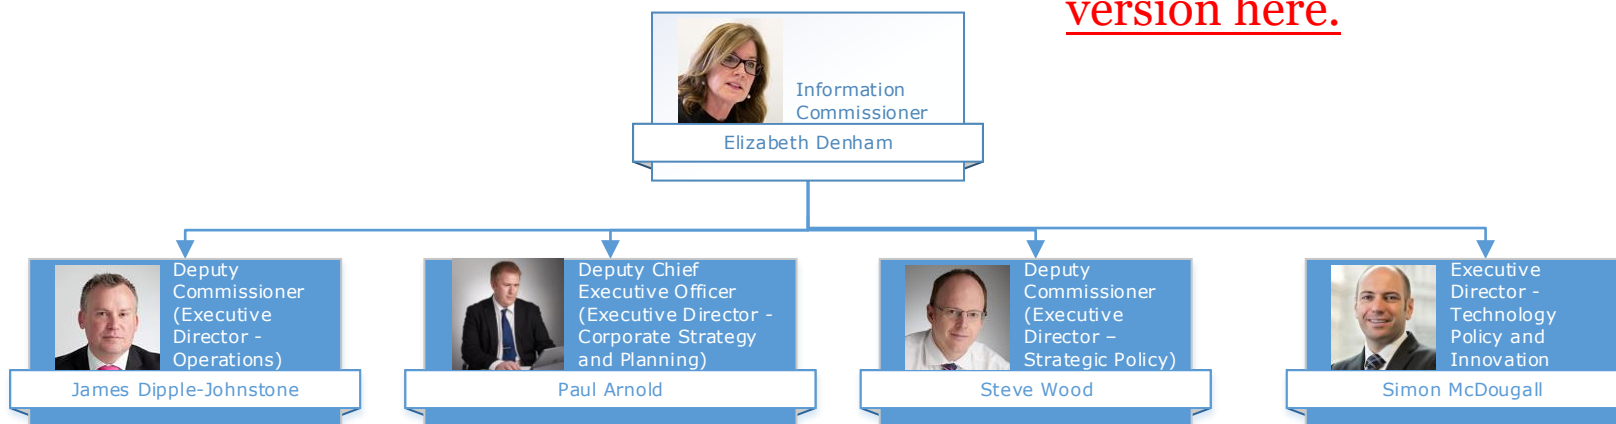 version here.
Information
Commissioner
Elizabeth Denham
Deputy
Commissioner
(Executive
Director -
Operations)
James Dipple-Johnstone
Deputy Chief
Executive Officer
(Executive Director -
Corporate Strategy
and Planning)
Paul Arnold
Deputy
Commissioner
(Executive
Director –
Strategic Policy)
Steve Wood
Executive
Director -
Technology
Policy and
Innovation
Simon McDougall